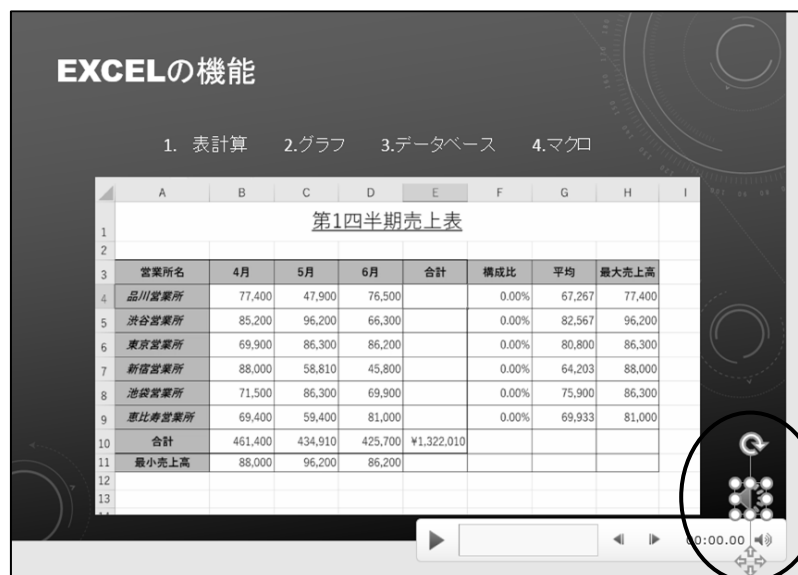 EXCELの機能
1. 表計算 2.グラフ 3.データベース 4.マクロ
A B C D E F G H I
1 第1四半期売上表
2
3 営業所名 4月 5月 6月 合計 構成比 平均 最大売上高
4 品川営業所 77,400 47,900 76,500 0.00% 67,267 77,400
5 渋谷営業所 85,200 96,200 66,300 0.00% 82,567 96,200
6 東京営業所 69,900 86,300 86,200 0.00% 80,800 86,300
7 新宿営業所 88,000 58,810 45,800 0.00% 64,203 88,000
8 池袋営業所 71,500 86,300 69,900 0.00% 75,900 86,300
9 恵比寿営業所 69,400 59,400 81,000 0.00% 69,933 81,000
10 合計 461,400 434,910 425,700 ¥1,322,010
11 最小売上高 88,000 96,200 86,200
12
13
00:00.00